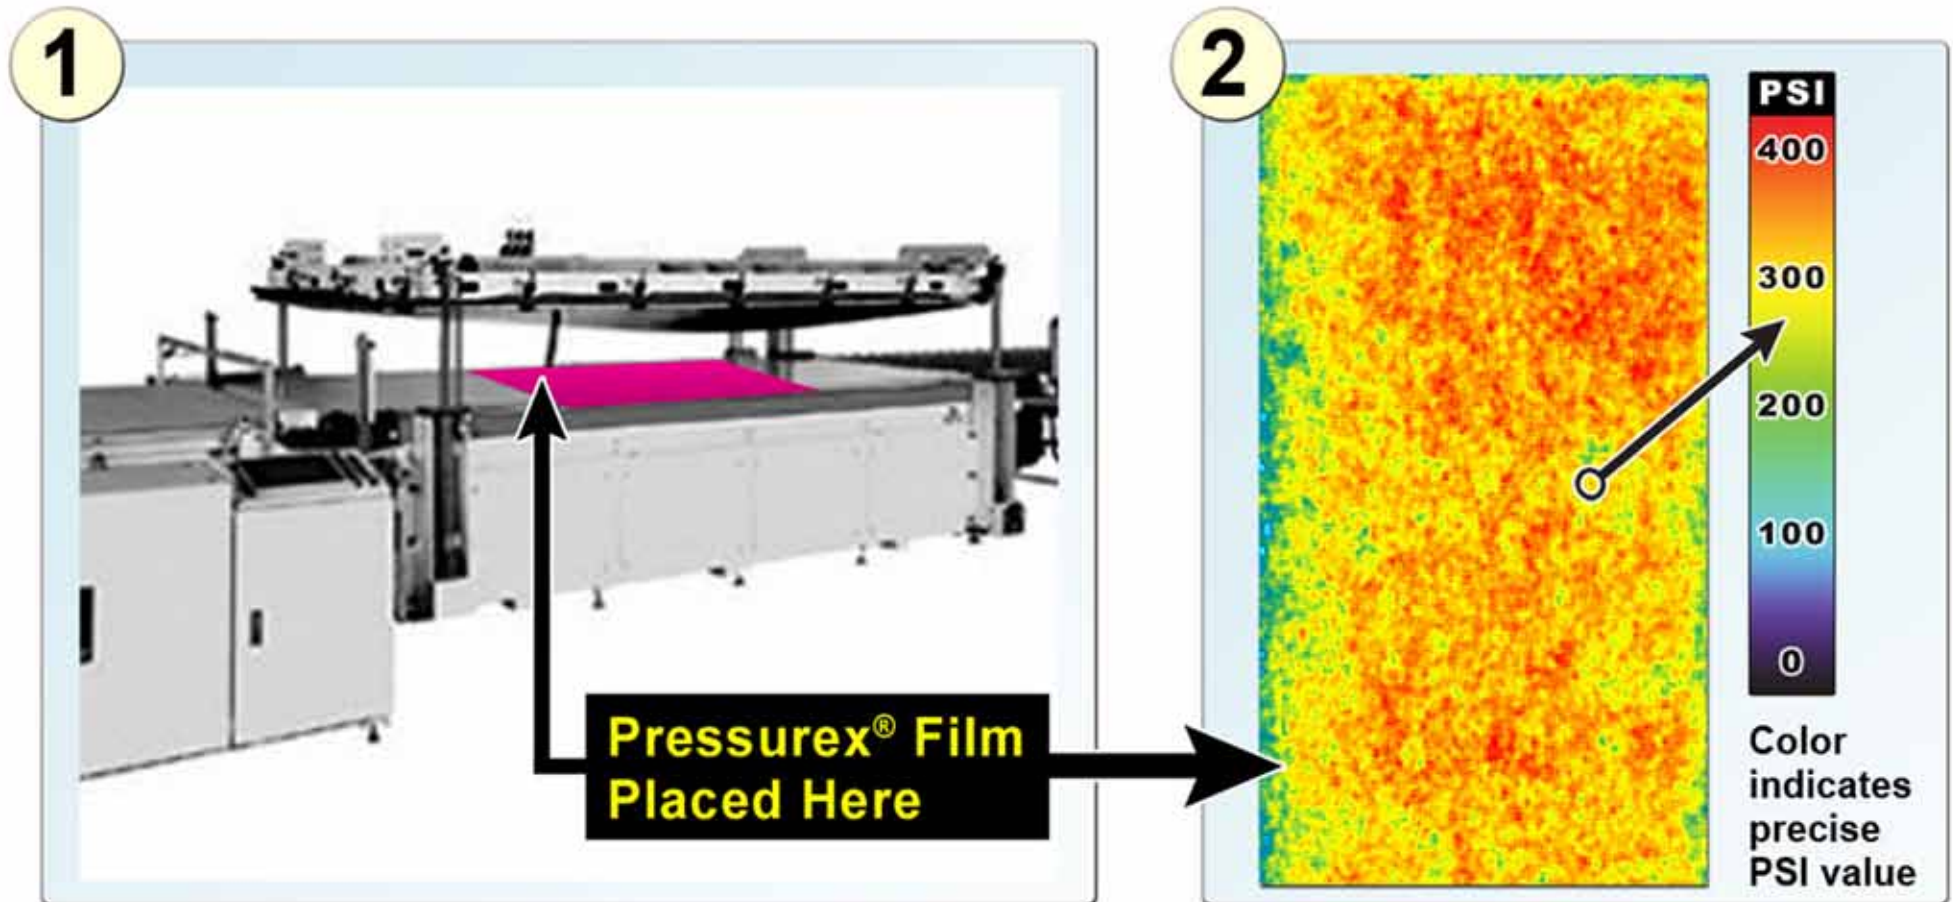 1
Pressurex® Film
Placed Here
2
PSI
400
300
200
100
0
Color
indicates
precise
PSI value